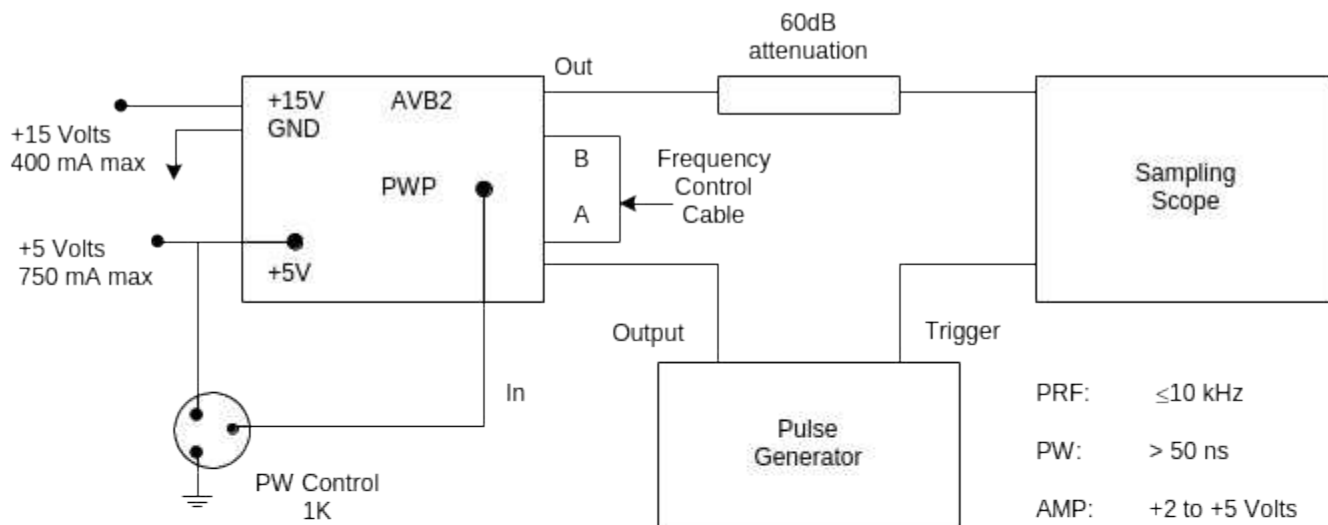 60dB
attenuation
Out
+15V
AVB2
GND
+15 Volts
400 mA max
PWP
B
A
Frequency
Control
Cable
Sampling
Scope
+5 Volts
750 mA max
+5V
Output
Trigger
In
PW Control
1K
Pulse
Generator
PRF: ≤10 kHz
PW: > 50 ns
AMP: +2 to +5 Volts